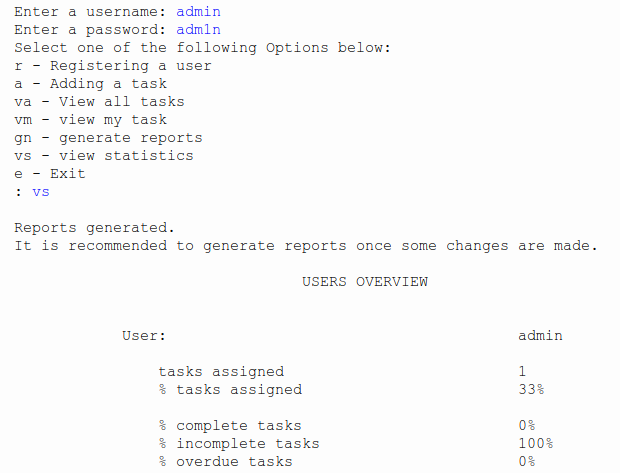 Enter a username: admin
Enter a password: adm1n
Select one of the following Options below:
r - Registering a user
a - Adding a task
va - View all tasks
vm - view my task
gn - generate reports
vs - view statistics
e - Exit
: vs
Reports generated.
It is recommended to generate reports once some changes are made.
USERS OVERVIEW
User: admin
tasks assigned 1
% tasks assigned 33%
% complete tasks 0%
% incomplete tasks 100%
% overdue tasks 0%